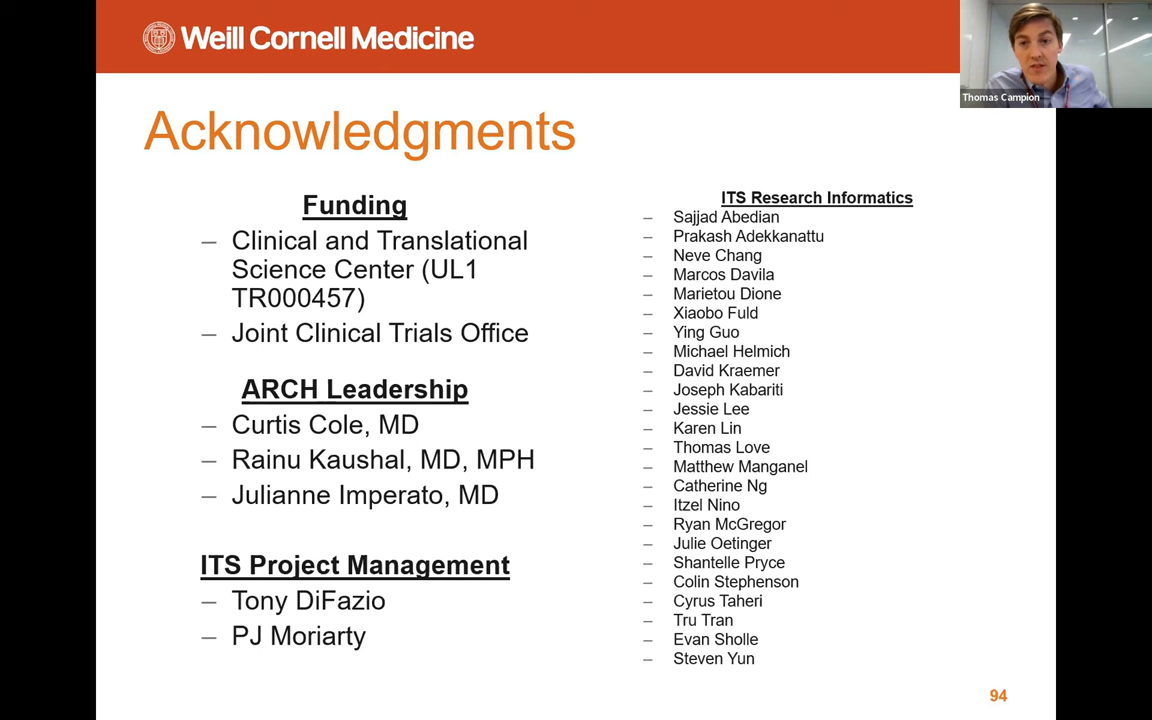 Weill Cornell Medicine
Thomas Campion
Acknowledgments
Funding
– Clinical and Translational
Science Center (UL1
TR000457)
– Joint Clinical Trials Office
ARCH Leadership
– Curtis Cole, MD
– Rainu Kaushal, MD, MPH
– Julianne Imperato, MD
ITS Project Management
– Tony DiFazio
– PJ Moriarty
ITS Research Informatics
– Sajjad Abedian
– Prakash Adekkanattu
– Neve Chang
– Marcos Davila
– Marietou Dione
– Xiaobo Fuld
– Ying Guo
– Michael Helmich
– David Kraemer
– Joseph Kabariti
– Jessie Lee
– Karen Lin
– Thomas Love
– Matthew Manganel
– Catherine Ng
– Itzel Nino
– Ryan McGregor
– Julie Oetinger
– Shantelle Pryce
– Colin Stephenson
– Cyrus Taheri
– Tru Tran
– Evan Sholle
– Steven Yun
94